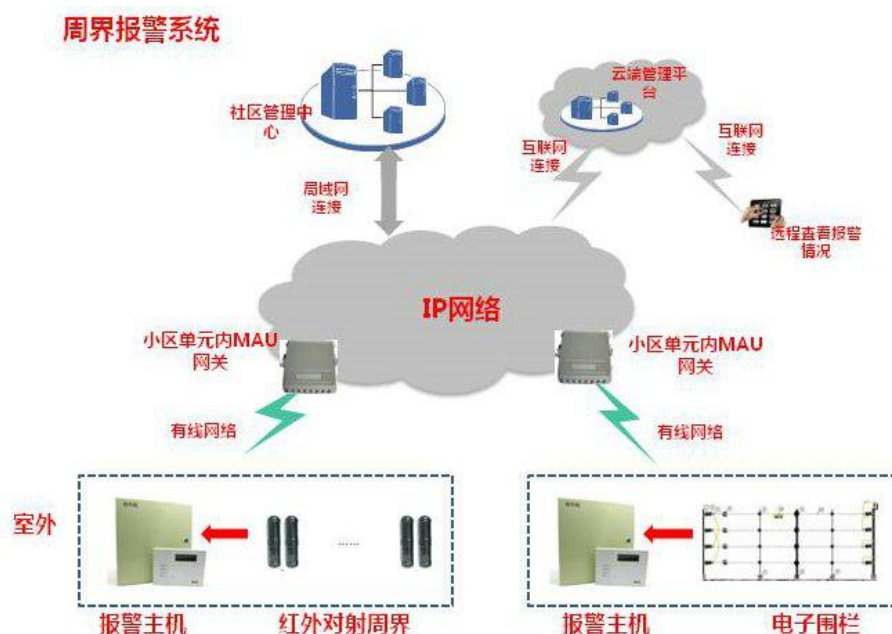 周界报警系统
云端管理平
台
社区管理中
心
互联网
连接
互联网
连接
局域网
连接
远程查看报警
情况
IP网络
小区单元内MAU
网关
小区单元内MAU
网关
有线网络
有线网络
室外
……
报警主机
红外对射周界
报警主机
电子围栏